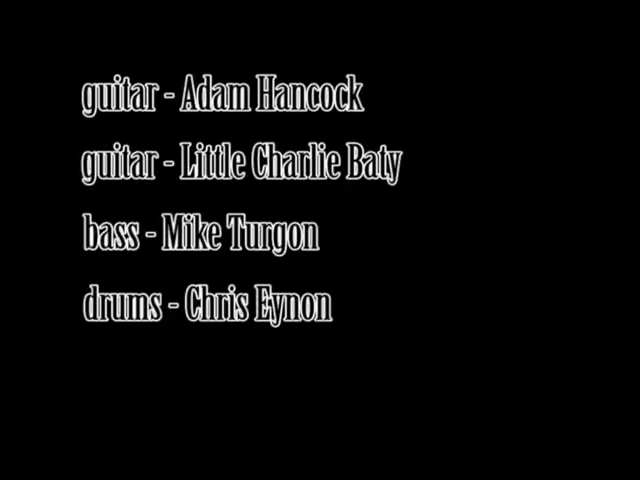 guitar - Adam Hancock
guitar - Little Charlie Baty
bass - Mike Turgon
drums - Chris Eynon